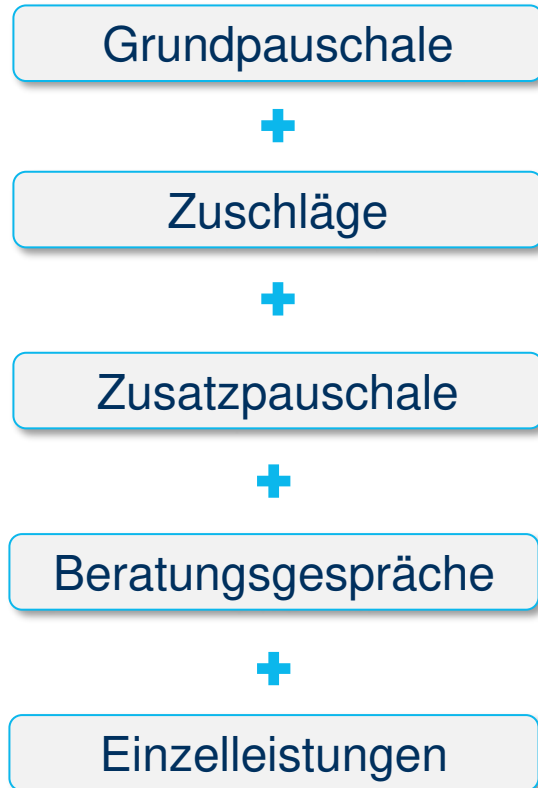 Grundpauschale
+
Zuschläge
+
Zusatzpauschale
+
Beratungsgespräche
+
Einzelleistungen